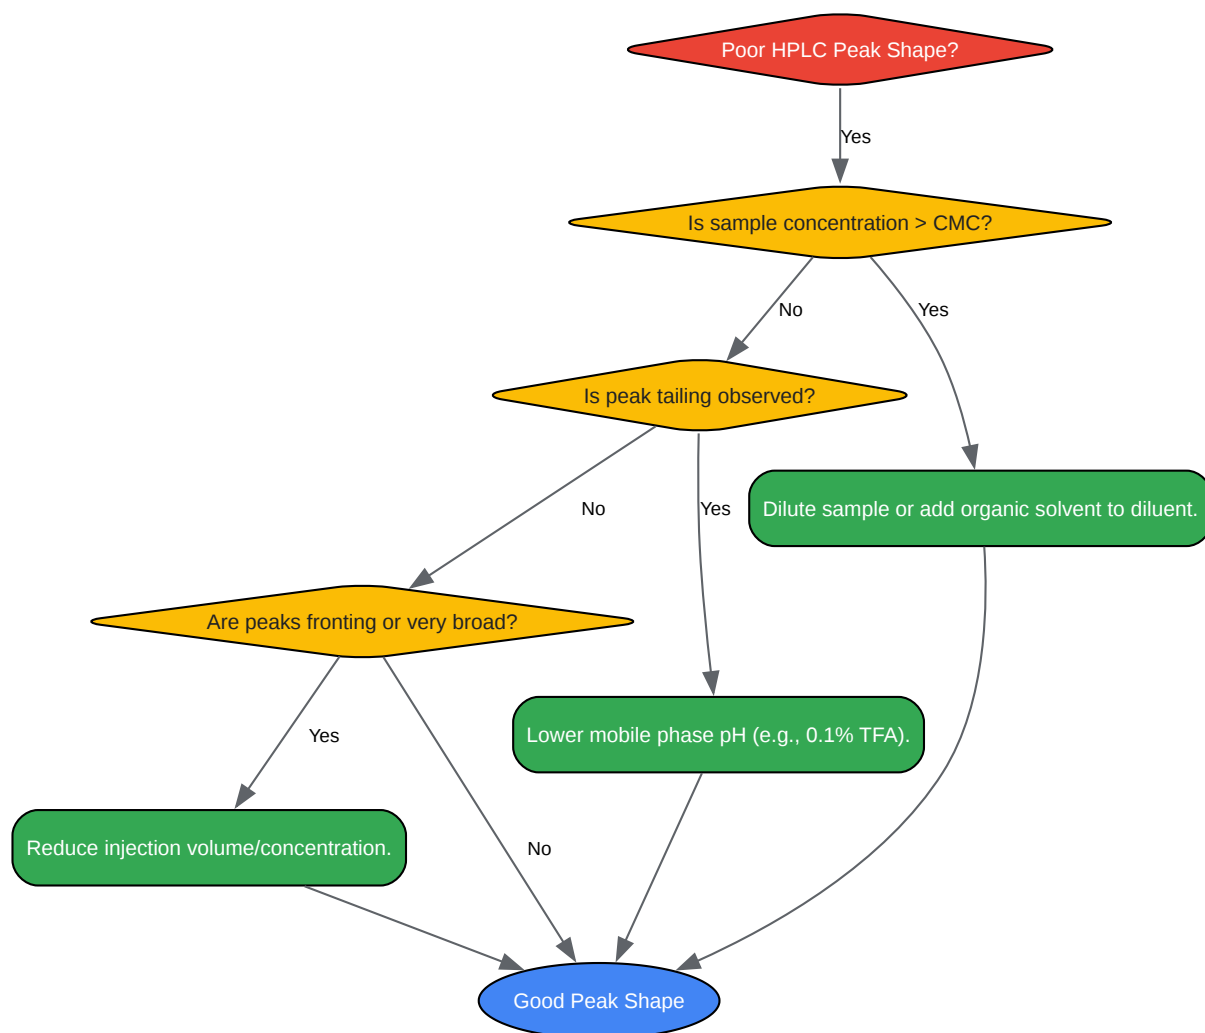 Poor HPLC Peak Shape?
Yes
Is sample concentration > CMC?
No
Yes
Is peak tailing observed?
No
Yes
Dilute sample or add organic solvent to diluent.
Are peaks fronting or very broad?
Yes
Lower mobile phase pH (e.g., 0.1% TFA).
No
Reduce injection volume/concentration.
Good Peak Shape